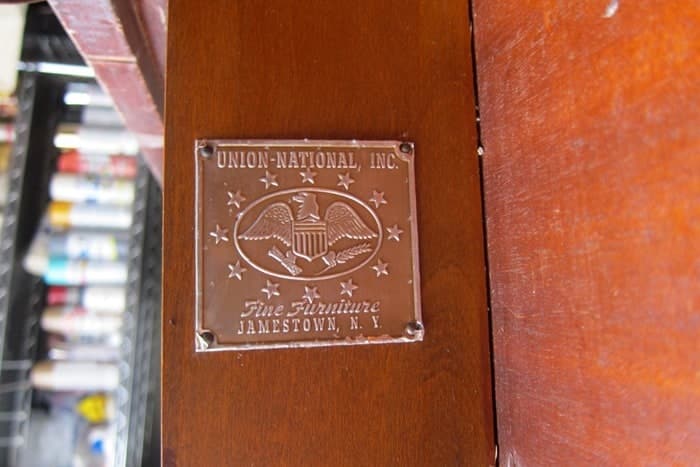 UNION-NATIONAL, INC.
Fine Furniture
JAMESTOWN, N. Y.